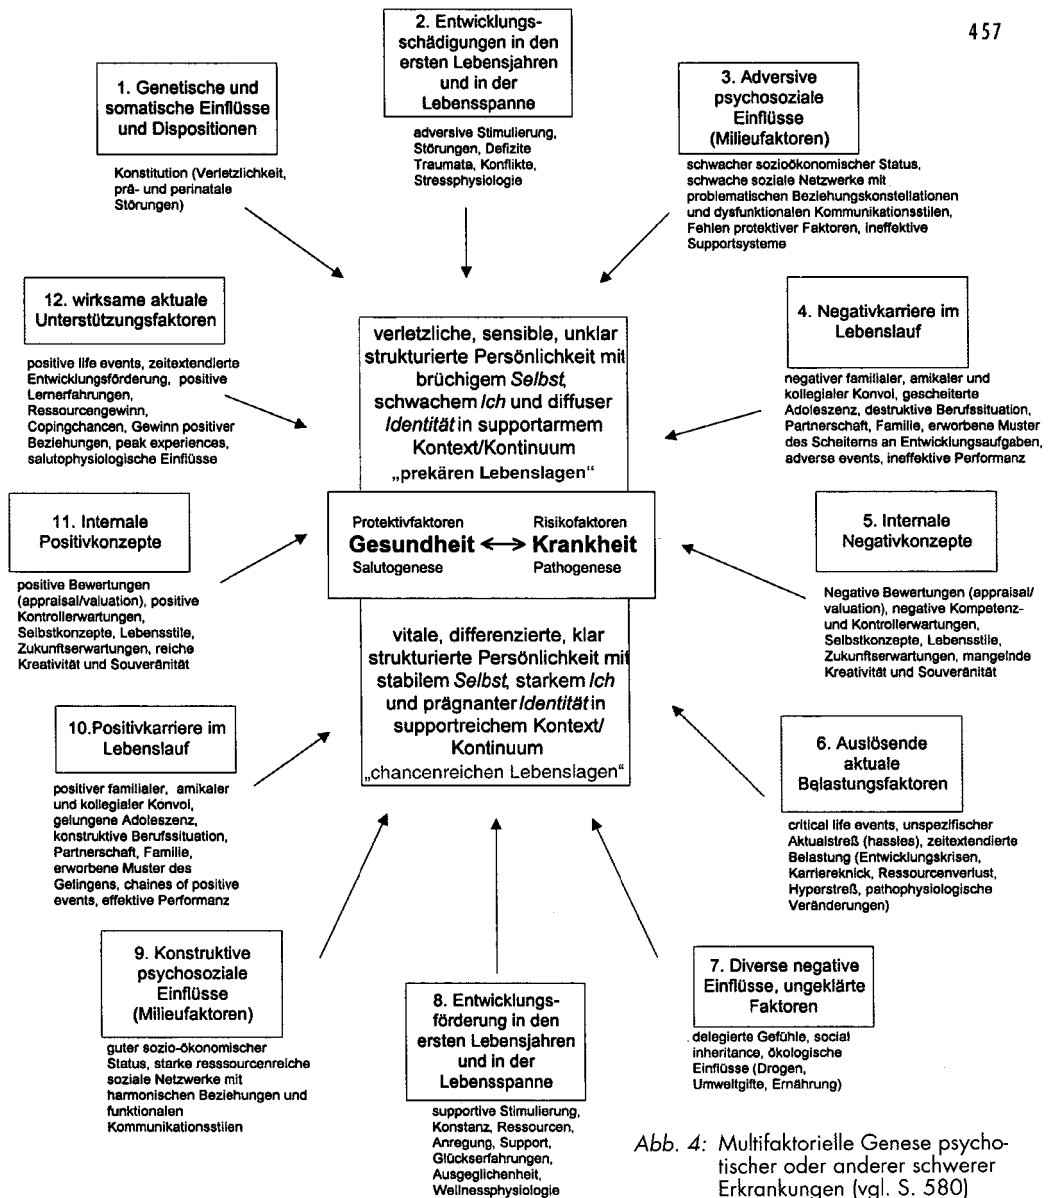 457
1. Genetische und
somatische Einflüsse
und Dispositionen
Konstitution (Verletzlichkeit,
prä- und perinatale
Störungen)
2. Entwicklungs-
schädigungen in den
ersten Lebensjahren
und in der
Lebensspanne
adversive Stimulierung,
Störungen, Defizite
Traumata, Konflikte,
Stressphysiologie
3. Adversive
psychosoziale
Einflüsse
(Milieufaktoren)
schwacher sozioökonomischer Status,
schwache soziale Netzwerke mit
problematischen Beziehungskonstellationen
und dysfunktionalen Kommunikationsstilen,
Fehlen protektiver Faktoren, ineffektive
Supportsysteme
12. wirksame aktuale
Unterstützungsfaktoren
positive life events, zeitextendierte
Entwicklungsförderung, positive
Lernerfahrungen,
Ressourcengewinn,
Copingchancen, Gewinn positiver
Beziehungen, peak experiences,
salutophysiologische Einflüsse
verletzliche, sensible, unklar
strukturierte Persönlichkeit mit
brüchigem Selbst,
schwachem Ich und diffuser
Identität in supportarmem
Kontext/Kontinuum
„prekären Lebenslagen“
4. Negativkarriere im
Lebenslauf
negativer familialer, amikaler und
kollegialer Konvoi, gescheiterte
Adoleszenz, destruktive Berufssituation,
Partnerschaft, Familie, erworbene Muster
des Scheiterns an Entwicklungsaufgaben,
adverse events, ineffektive Performanz
11. Internale
Positivkonzepte
positive Bewertungen
(appraisal/valuation), positive
Kontrollerwartungen,
Selbstkonzepte, Lebensstile,
Zukunftserwartungen, reiche
Kreativität und Souveränität
Protektivfaktoren Risikofaktoren
Gesundheit <-> Krankheit
Salutogenese Pathogenese
5. Internale
Negativkonzepte
Negative Bewertungen (appraisal/
valuation), negative Kompetenz-
und Kontrollerwartungen,
Selbstkonzepte, Lebensstile,
Zukunftserwartungen, mangelnde
Kreativität und Souveränität
vitale, differenzierte, klar
strukturierte Persönlichkeit mit
stabilem Selbst, starkem Ich
und prägnanter Identität in
supportreichem Kontext/
Kontinuum
„chancenreichen Lebenslagen“
10.Positivkarriere im
Lebenslauf
positiver familialer, amikaler
und kollegialer Konvoi,
gelungene Adoleszenz,
konstruktive Berufssituation,
Partnerschaft, Familie,
erworbene Muster des
Gelingens, chaines of positive
events, effektive Performanz
6. Auslösende
aktuale
Belastungsfaktoren
critical life events, unspezifischer
Aktualstreß (hassles), zeitextendierte
Belastung (Entwicklungskrisen,
Karriereknick, Ressourcenverlust,
Hyperstreß, pathophysiologische
Veränderungen)
9. Konstruktive
psychosoziale
Einflüsse
(Milieufaktoren)
guter sozio-ökonomischer
Status, starke resssourcenreiche
soziale Netzwerke mit
harmonischen Beziehungen und
funktionalen
Kommunikationsstilen
8. Entwicklungs-
förderung in den
ersten Lebensjahren
und in der
Lebensspanne
supportive Stimulierung,
Konstanz, Ressourcen,
Anregung, Support,
Glückserfahrungen,
Ausgeglichenheit,
Wellnessphysiologie
7. Diverse negative
Einflüsse, ungeklärte
Faktoren
delegierte Gefühle, social
inheritance, ökologische
Einflüsse (Drogen,
Umweltgifte, Ernährung)
Abb. 4: Multifaktorielle Genese psycho-
tischer oder anderer schwerer
Erkrankungen (vgl. S. 580)